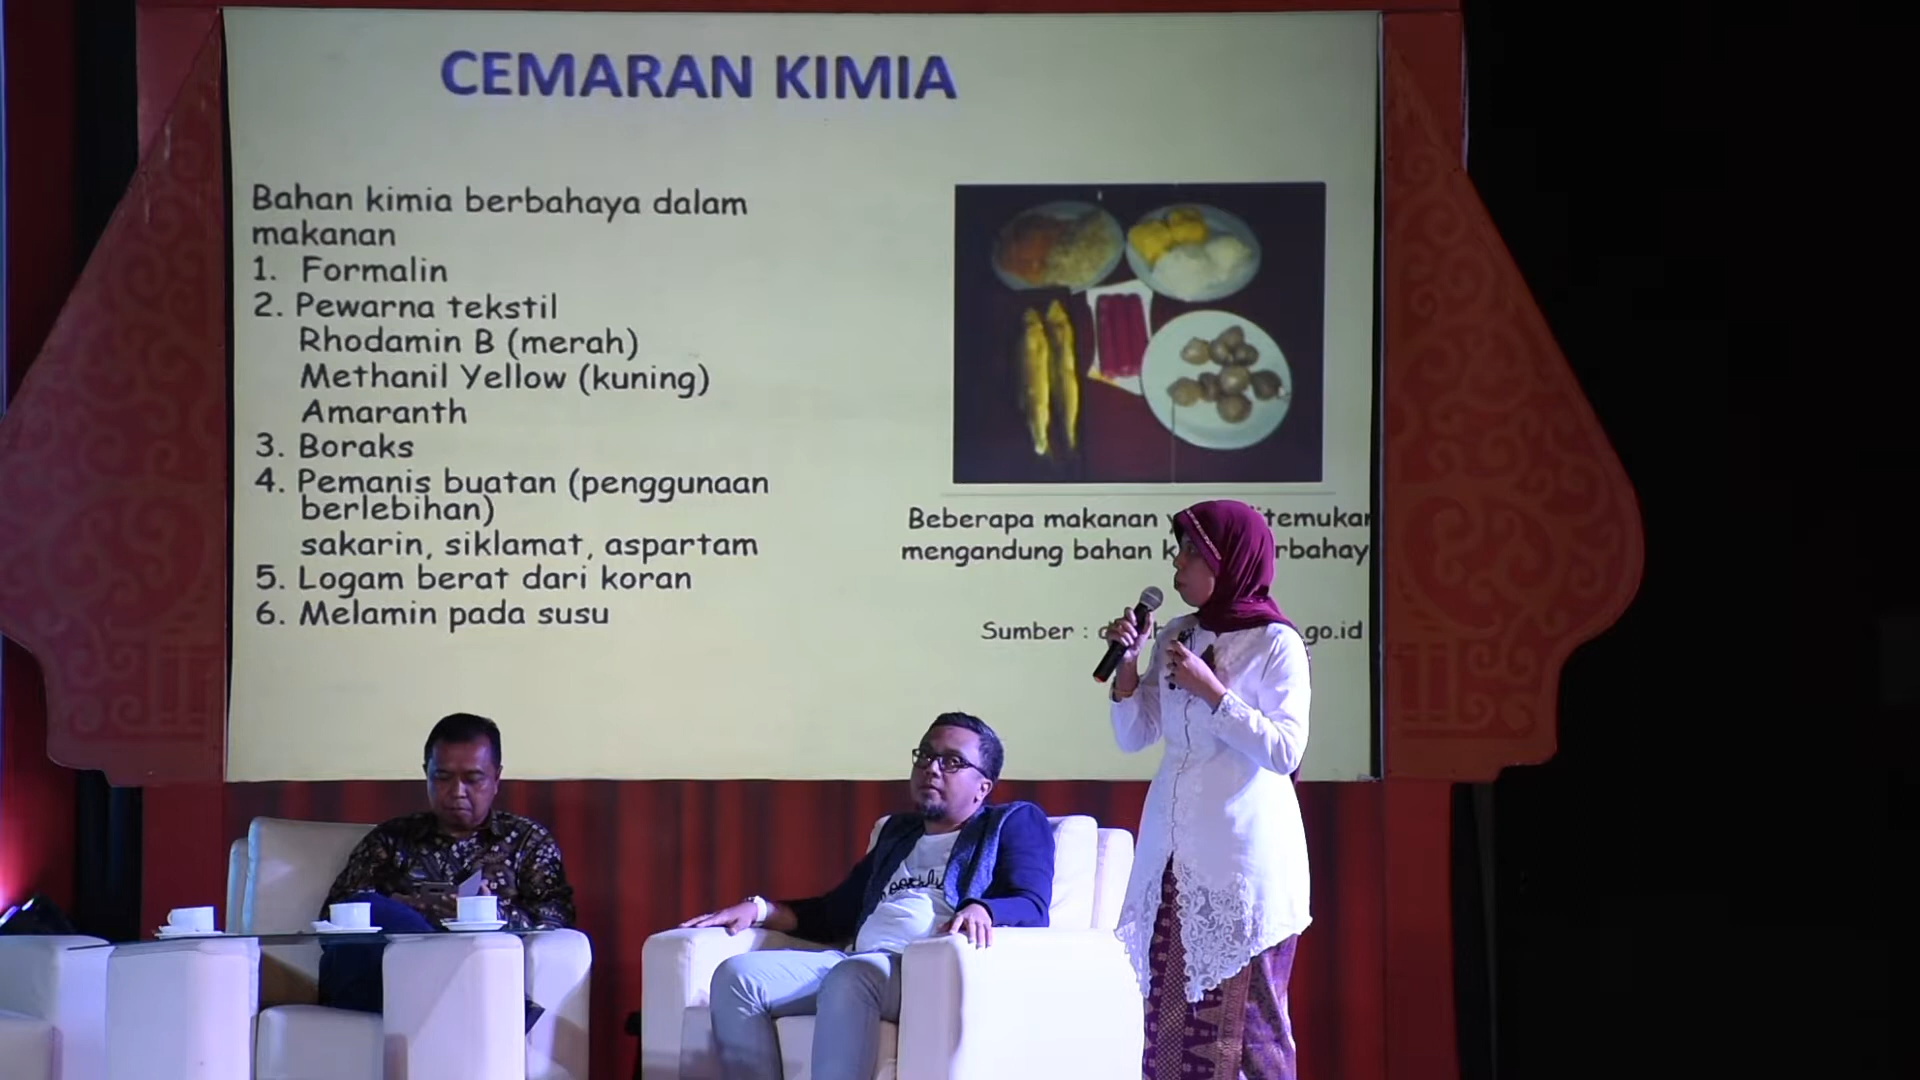 CEMARAN KIMIA
Bahan kimia berbahaya dalam
makanan
1. Formalin
2. Pewarna tekstil
Rhodamin B (merah)
Methanil Yellow (kuning)
Amaranth
3. Boraks
4. Pemanis buatan (penggunaan
berlebihan)
sakarin, siklamat, aspartam
5. Logam berat dari koran
6. Melamin pada susu
Beberapa makanan
mengandung bahan
Sumber : go.id